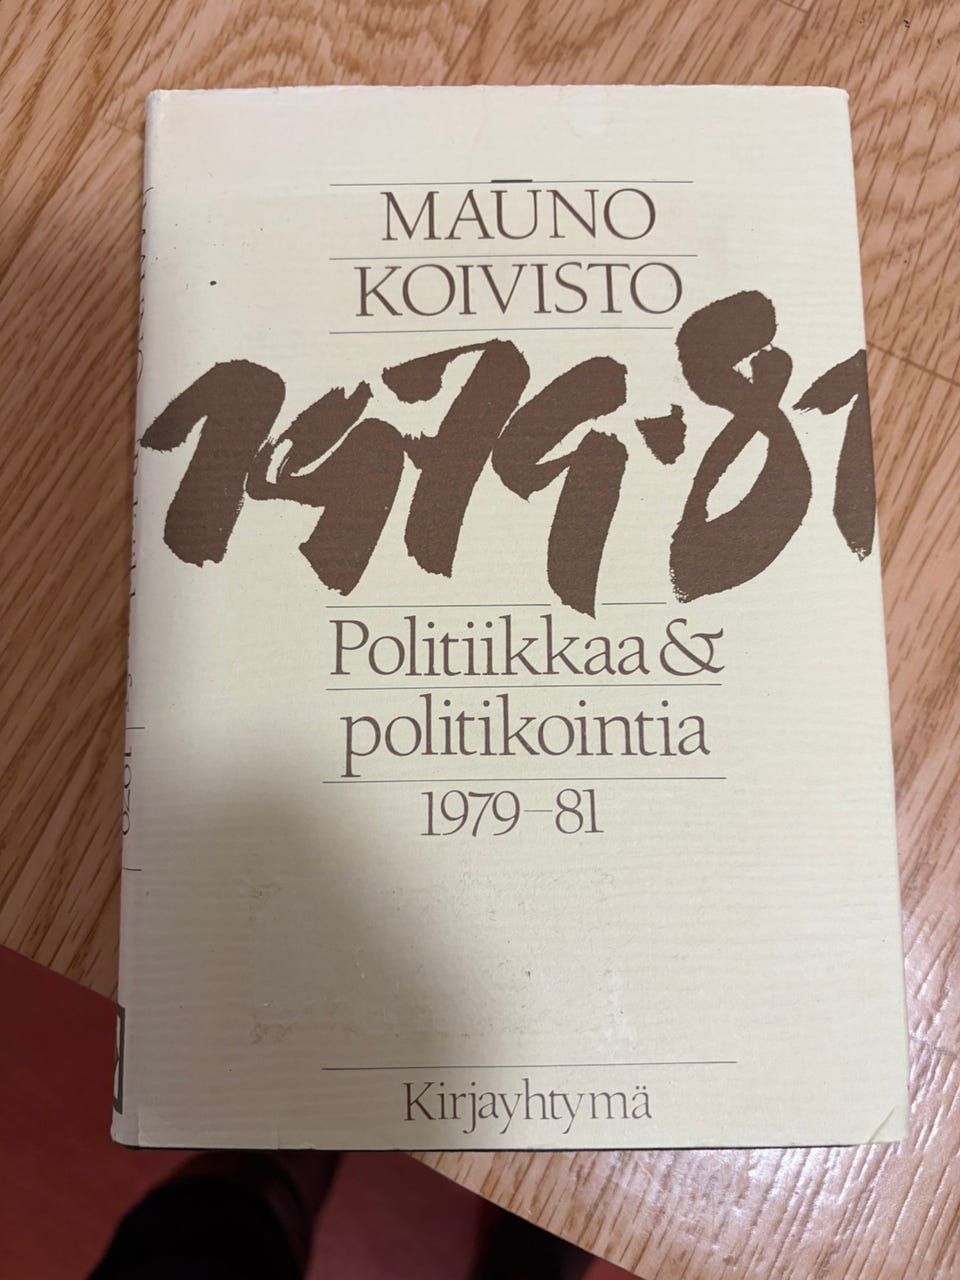 MAUNO
KOIVISTO
1979-81
Politiikkaa &
politikointia
1979–81
Kirjayhtymä